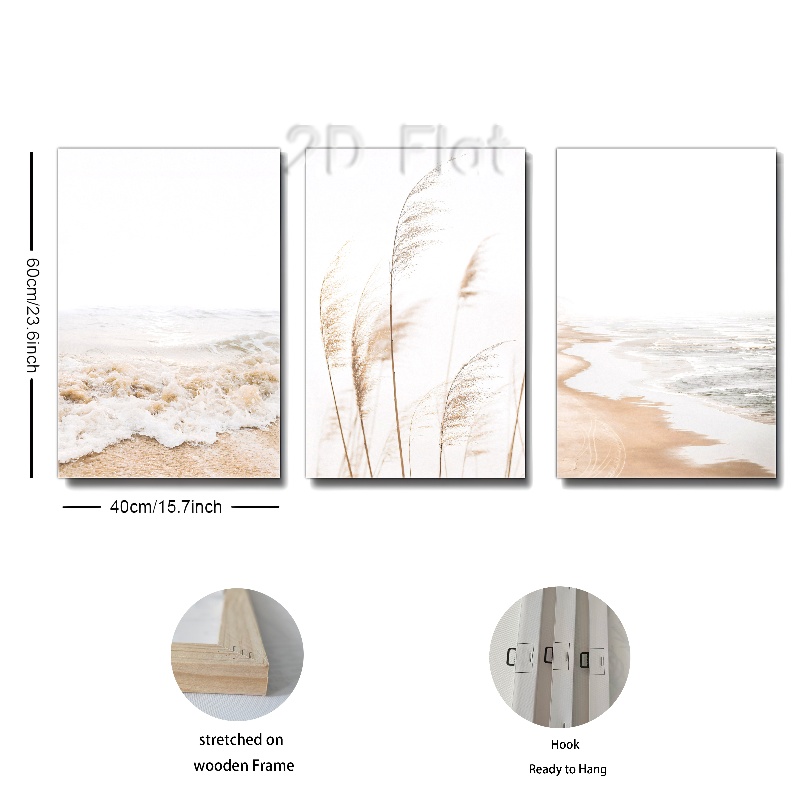 2D Flat
60cm/23.6inch
40cm/15.7inch
stretched on
wooden Frame
Hook
Ready to Hang